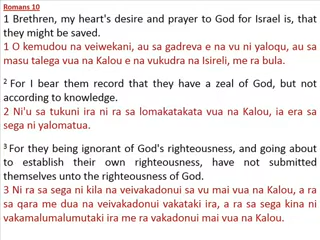 Romans 10
1 Brethren, my heart's desire and prayer to God for Israel is, that
they might be saved.
1 O kemudou na veiwekani, au sa gadreva e na vu ni yaloqu, au sa
masu talega vua na Kalou e na vukudra na Isireli, me ra bula.
2 For I bear them record that they have a zeal of God, but not
according to knowledge.
2 Ni'u sa tukuni ira ni ra sa lomakatakata vua na Kalou, ia era sa
sega ni yalomatua.
3 For they being ignorant of God's righteousness, and going about
to establish their own righteousness, have not submitted
themselves unto the righteousness of God.
3 Ni ra sa sega ni kila na veivakadonui sa vu mai vua na Kalou, a ra
sa qara me dua na veivakadonui vakataki ira, a ra sa sega kina ni
vakamalumalumutaki ira me ra vakadonui mai vua na Kalou.